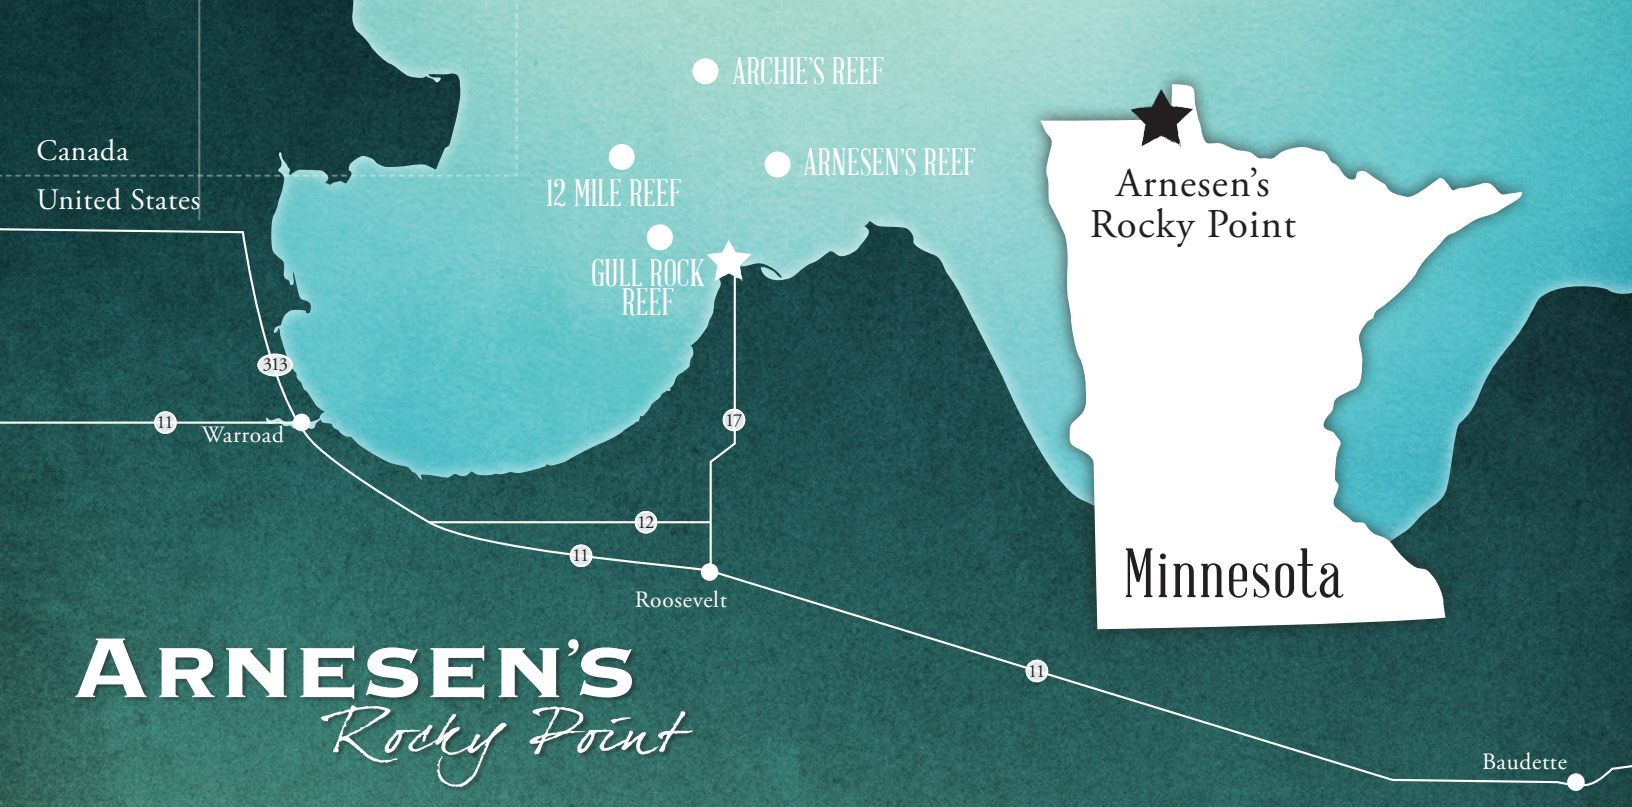 ARCHIE'S REEF
Canada
United States
12 MILE REEF
ARNESEN'S REEF
GULL ROCK
REEF
Arnesen's
Rocky Point
313
11
Warroad
17
12
11
Roosevelt
Minnesota
11
ARNESEN'S
Rocky Point
Baudette